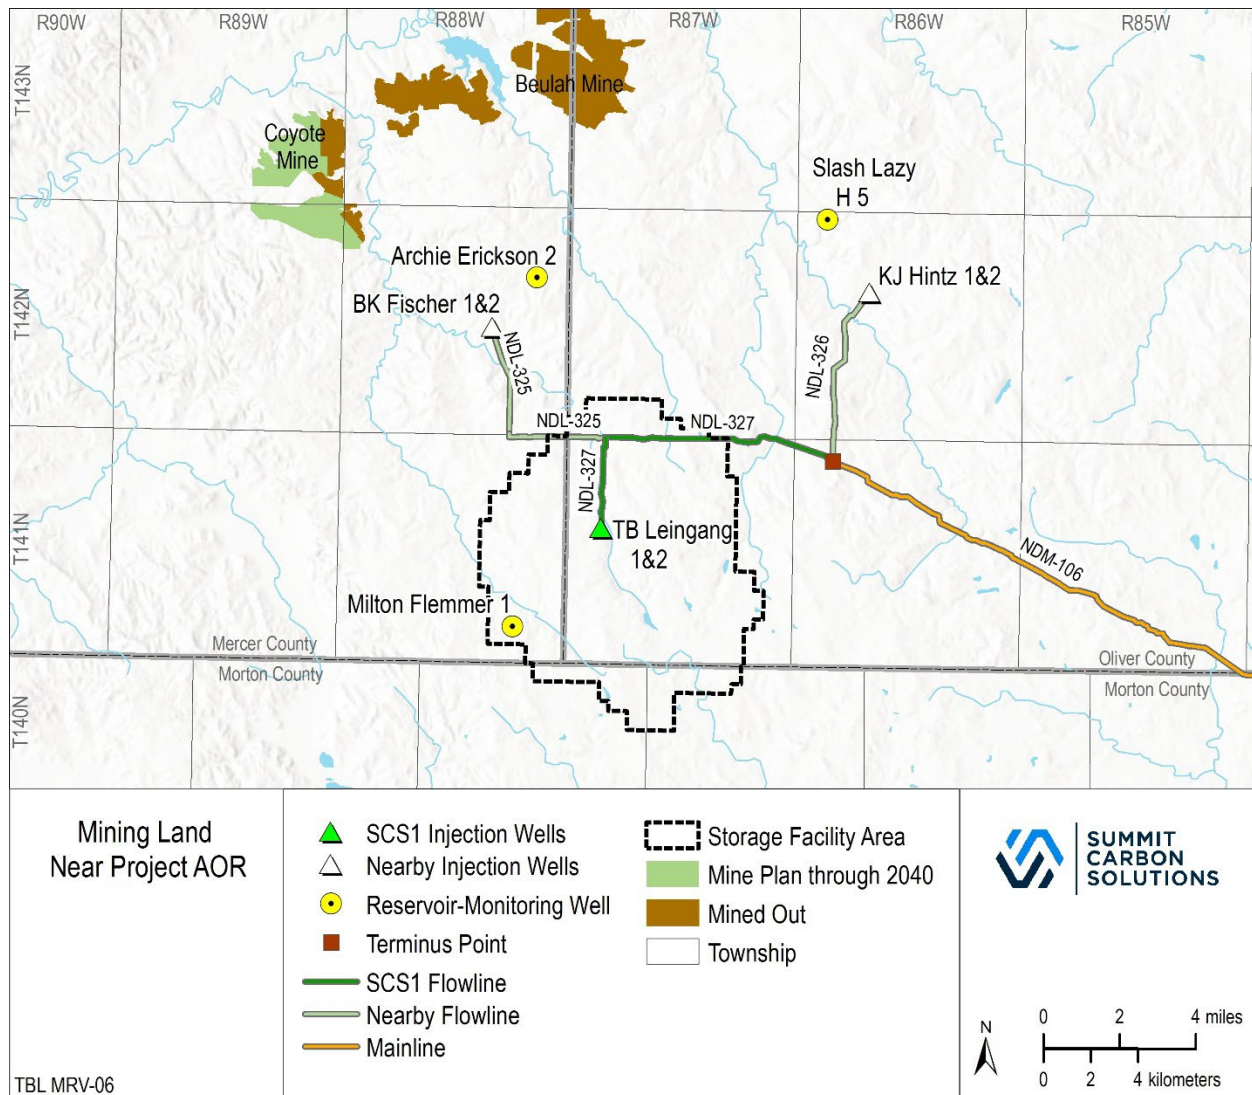 R90W
R89W
R88W
R87W
R86W
R85W
T143N
T142N
T141N
T140N
Beulah Mine
Coyote
Mine
Slash Lazy
H 5
Archie Erickson 2
KJ Hintz 1&2
BK Fischer 1&2
NDL-325
NDL-326
NDL-325
NDL-327
NDL-327
TB Leingang
1&2
NDM-106
Milton Flemmer 1
Mercer County
Morton County
Oliver County
Morton County
Mining Land
Near Project AOR
TBL MRV-06
SCS1 Injection Wells
Nearby Injection Wells
Reservoir-Monitoring Well
Terminus Point
SCS1 Flowline
Nearby Flowline
Mainline
Storage Facility Area
Mine Plan through 2040
Mined Out
Township
SUMMIT
CARBON
SOLUTIONS
N
0 2 4 miles
0 2 4 kilometers